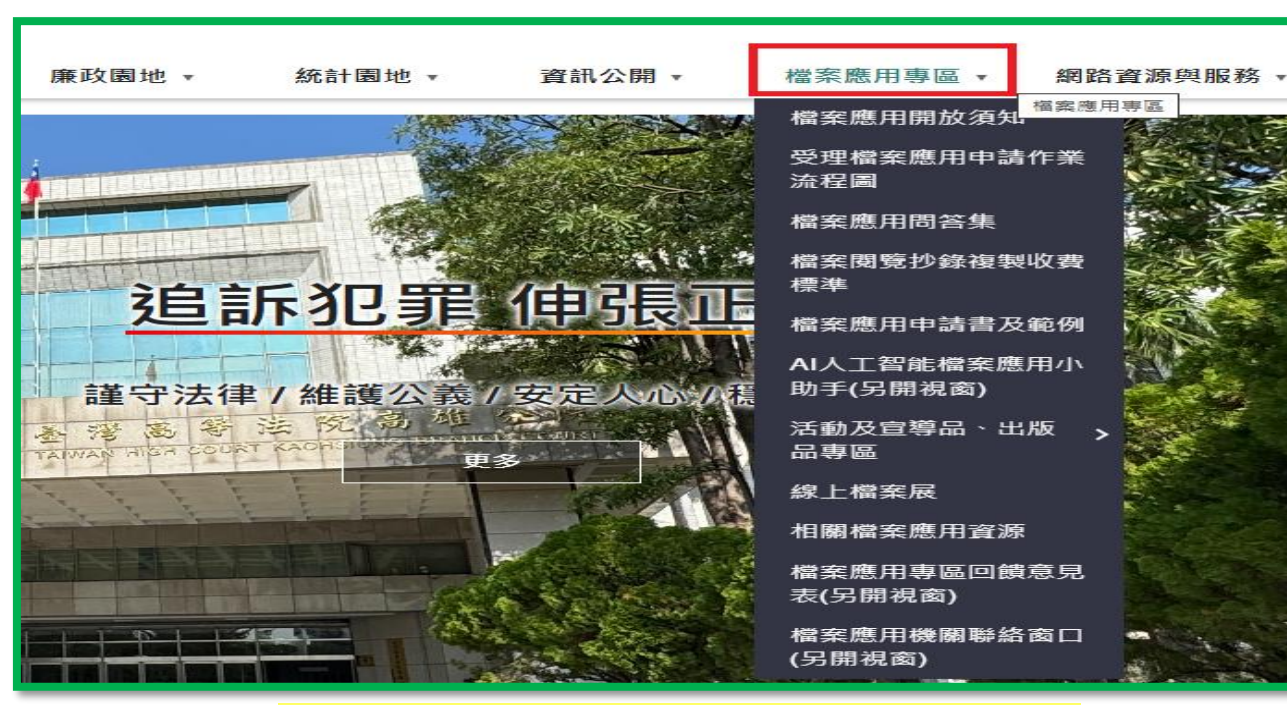 廉政園地
統計園地
資訊公開
檔案應用專區
網路資源與服務
檔案應用專區
檔案應用開放須知
受理檔案應用申請作業
流程圖
檔案應用問答集
檔案閱覽抄錄複製收費
標準
檔案應用申請書及範例
AI人工智能檔案應用小
助手(另開視窗)
活動及宣導品、出版
品專區
>
線上檔案展
相關檔案應用資源
檔案應用專區回饋意見
表(另開視窗)
檔案應用機關聯絡窗口
(另開視窗)
追訴犯罪 伸張正
謹守法律/維護公義/安定人心/穩
臺灣高等法院高雄
TAIWAN HIGH COURT KAOHSIUNG BRANCH COURT
更多